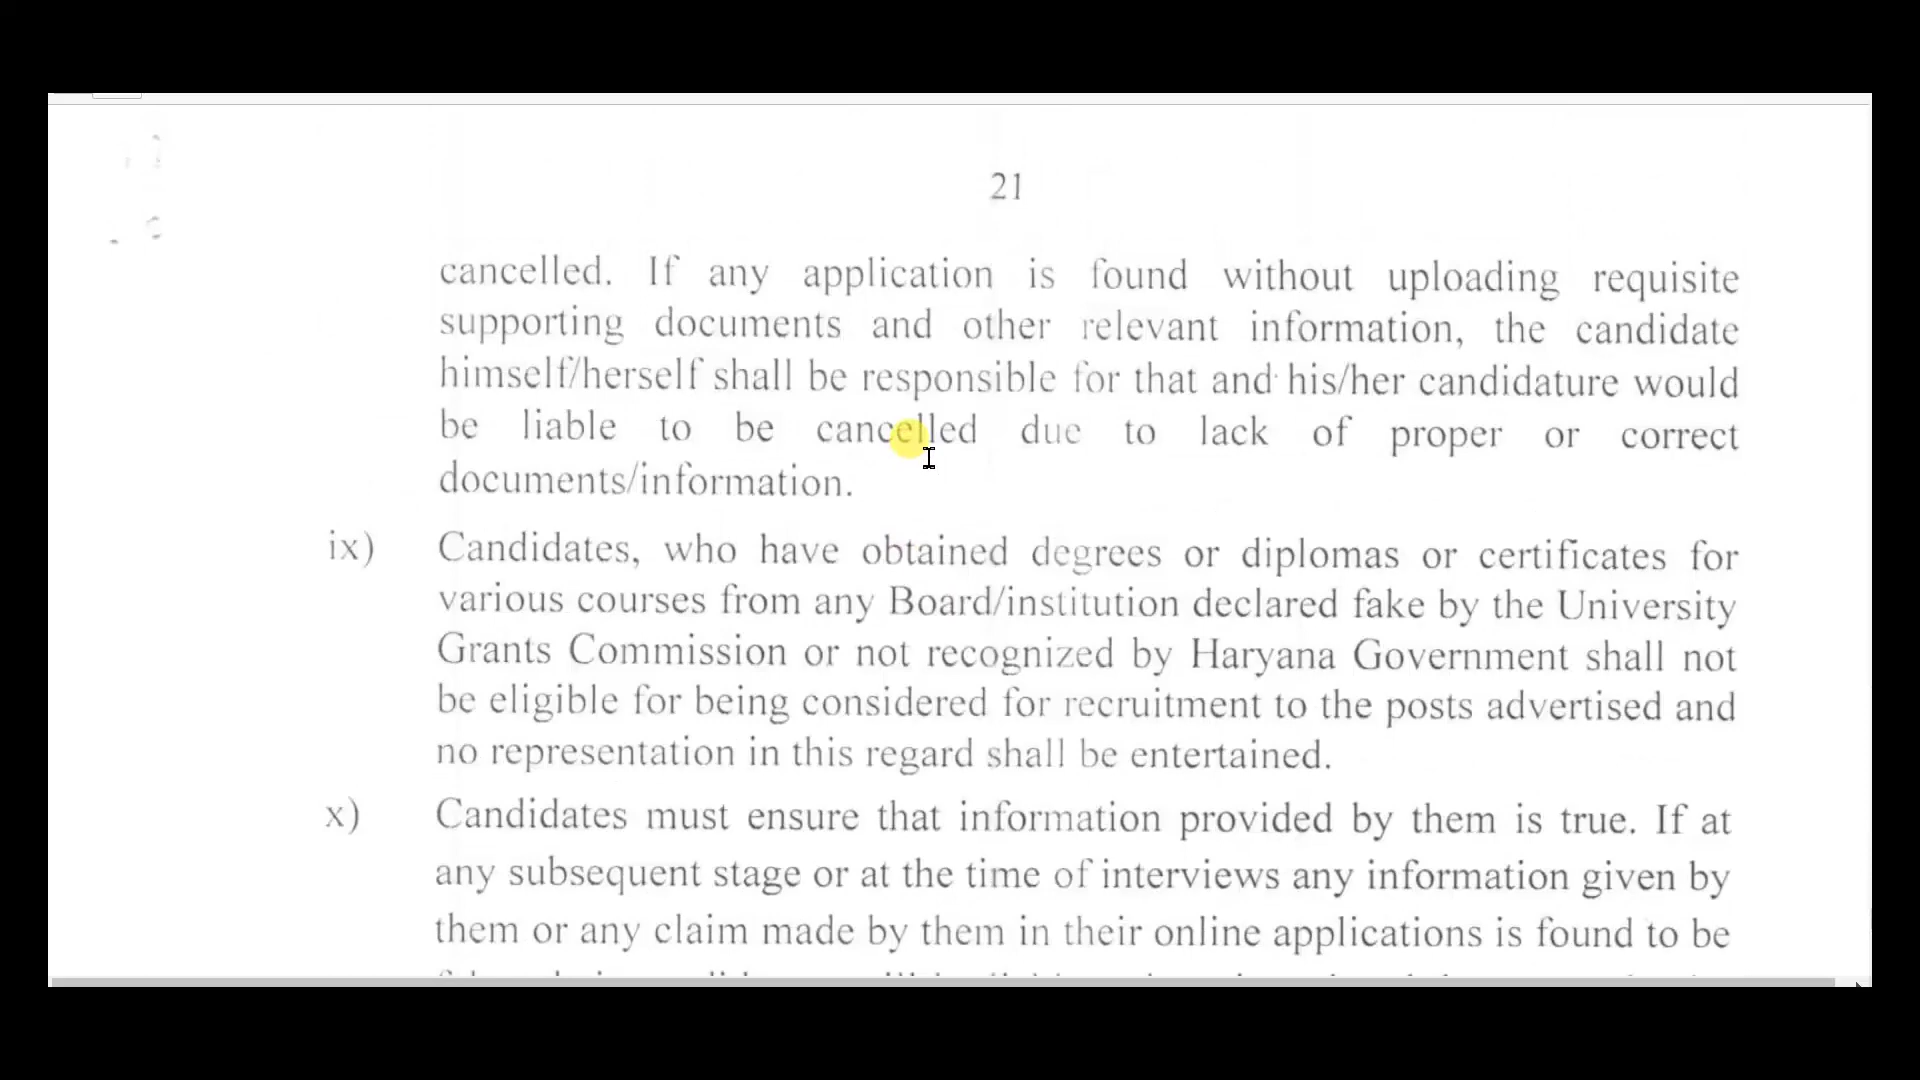 21
cancelled. If any application is found without uploading requisite
supporting documents and other relevant information, the candidate
himself/herself shall be responsible for that and his/her candidature would
be liable to be cancelled due to lack of proper or correct
documents/information.
ix) Candidates, who have obtained degrees or diplomas or certificates for
various courses from any Board/institution declared fake by the University
Grants Commission or not recognized by Haryana Government shall not
be eligible for being considered for recruitment to the posts advertised and
no representation in this regard shall be entertained.
x) Candidates must ensure that information provided by them is true. If at
any subsequent stage or at the time of interviews any information given by
them or any claim made by them in their online applications is found to be